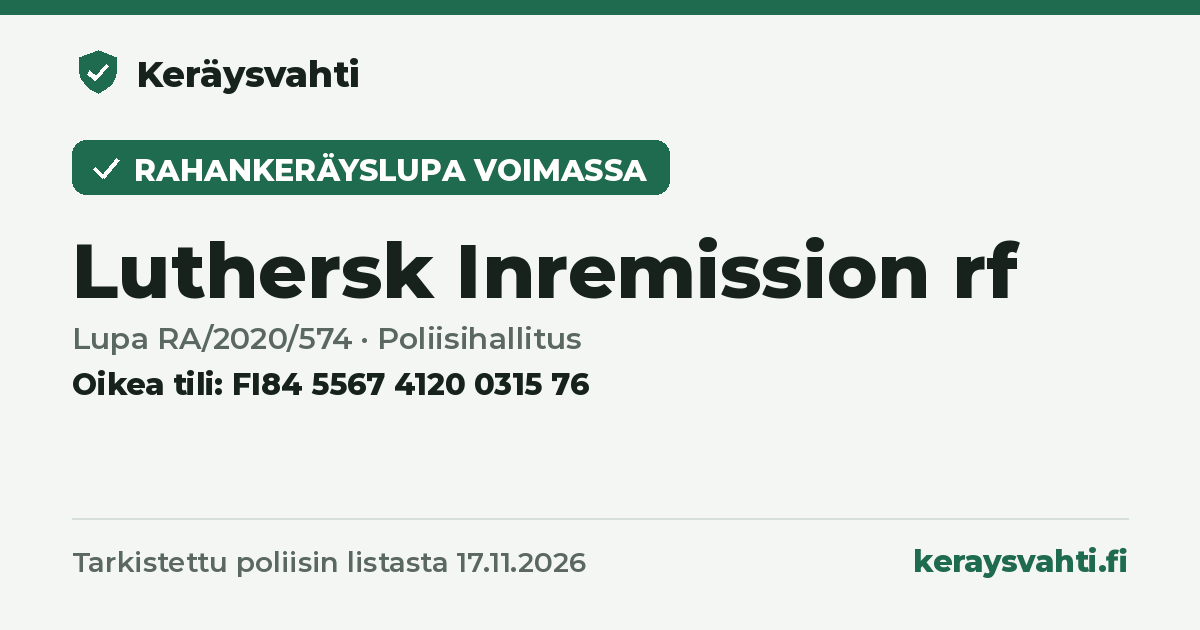 Keräysvahti
RAHANKERÄYSLUPA VOIMASSA
Luthersk Inremission rf
Lupa RA/2020/574 · Poliisihallitus
Oikea tili: FI84 5567 4120 0315 76
Tarkistettu poliisin listasta 17.11.2026
keraysvahti.fi